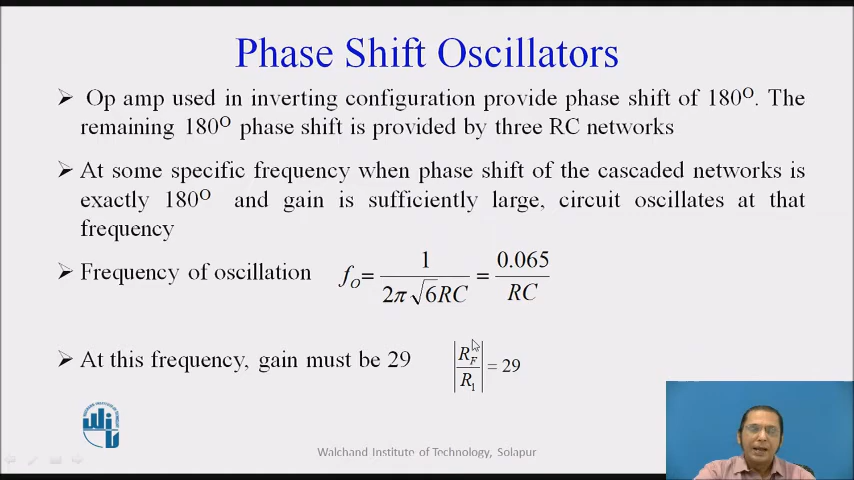 Phase Shift Oscillators
➢ Op amp used in inverting configuration provide phase shift of 180⁰. The
remaining 180⁰ phase shift is provided by three RC networks
➢ At some specific frequency when phase shift of the cascaded networks is
exactly 180⁰ and gain is sufficiently large, circuit oscillates at that
frequency
➢ Frequency of oscillation f_O = 1 / (2π√6RC) = 0.065 / RC
➢ At this frequency, gain must be 29 |R_F / R_1| = 29
Walchand Institute of Technology, Solapur